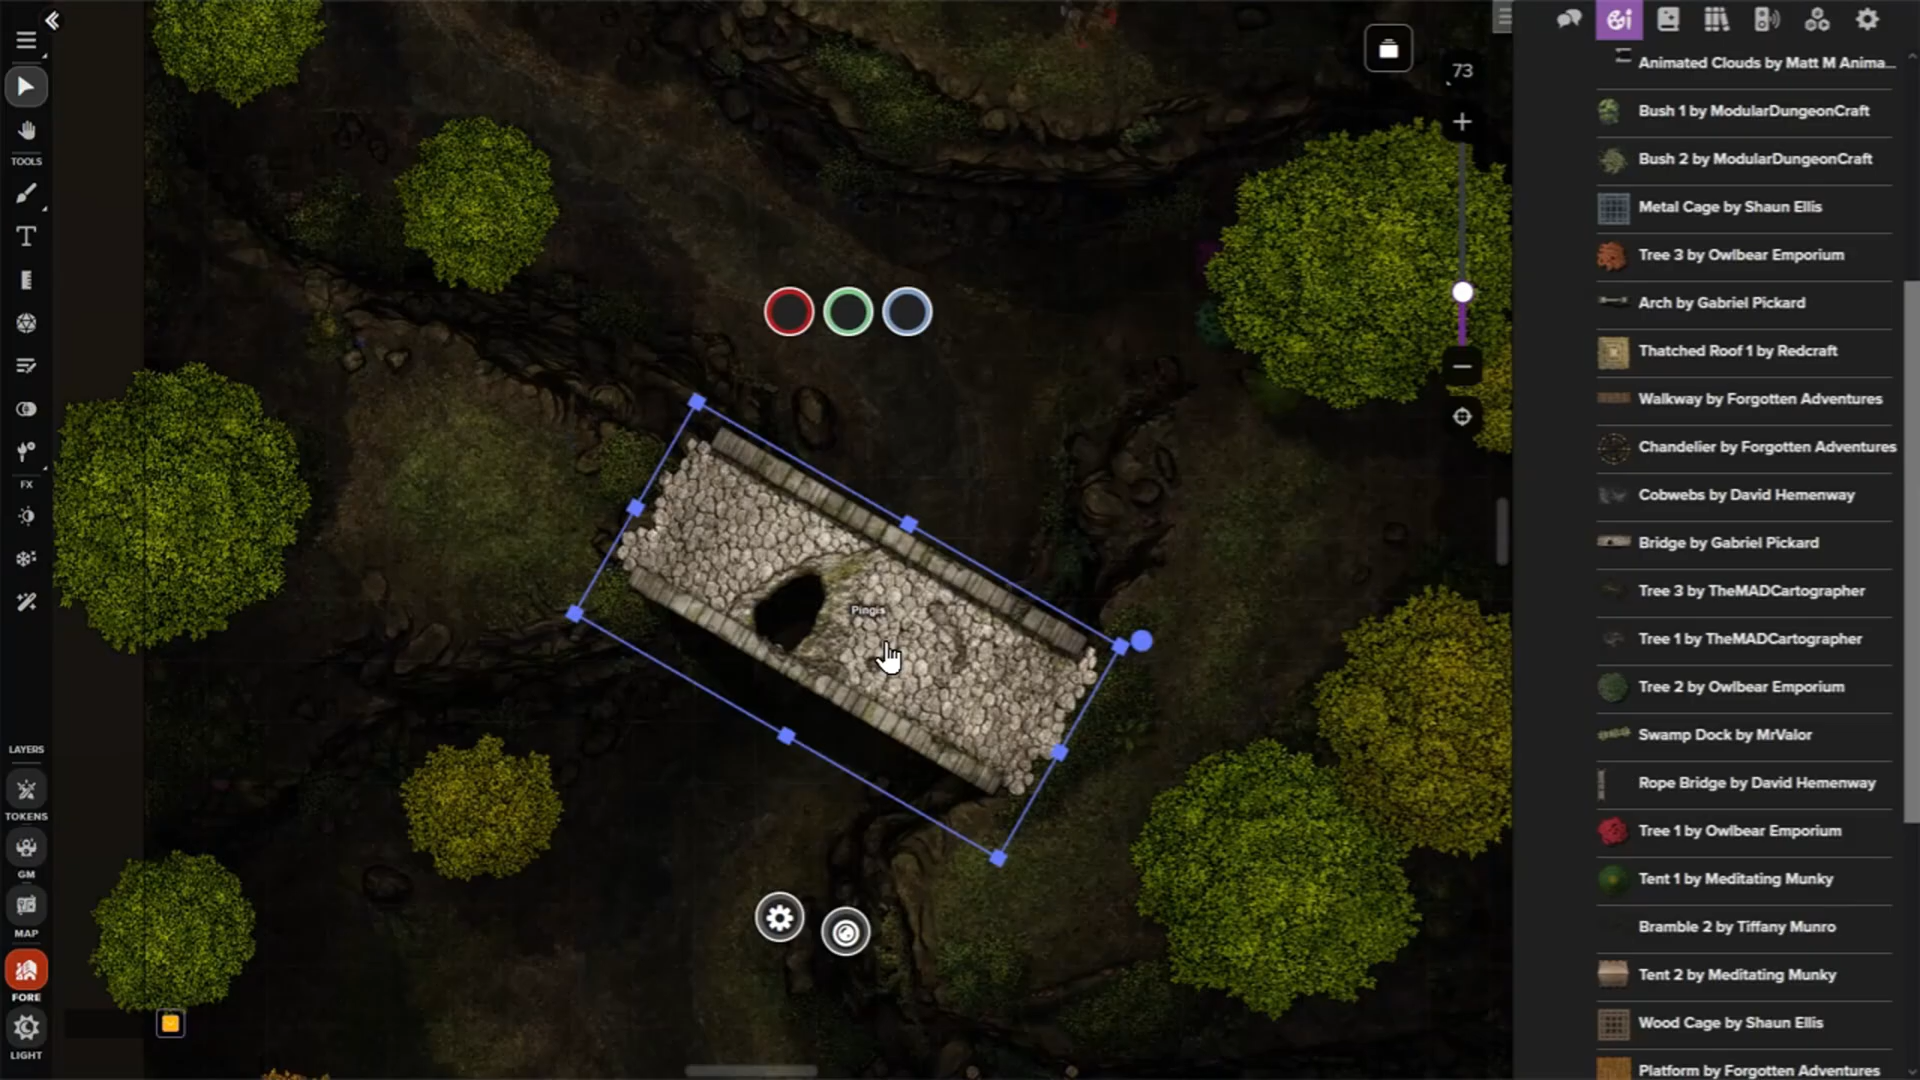 73
TOOLS
FX
LAYERS
TOKENS
GM
MAP
FORE
LIGHT
Pingis
Animated Clouds by Matt M Anima...
Bush 1 by ModularDungeonCraft
Bush 2 by ModularDungeonCraft
Metal Cage by Shaun Ellis
Tree 3 by Owlbear Emporium
Arch by Gabriel Pickard
Thatched Roof 1 by Redcraft
Walkway by Forgotten Adventures
Chandelier by Forgotten Adventures
Cobwebs by David Hemenway
Bridge by Gabriel Pickard
Tree 3 by TheMADCartographer
Tree 1 by TheMADCartographer
Tree 2 by Owlbear Emporium
Swamp Dock by MrValor
Rope Bridge by David Hemenway
Tree 1 by Owlbear Emporium
Tent 1 by Meditating Munky
Bramble 2 by Tiffany Munro
Tent 2 by Meditating Munky
Wood Cage by Shaun Ellis
Platform by Forgotten Adventures